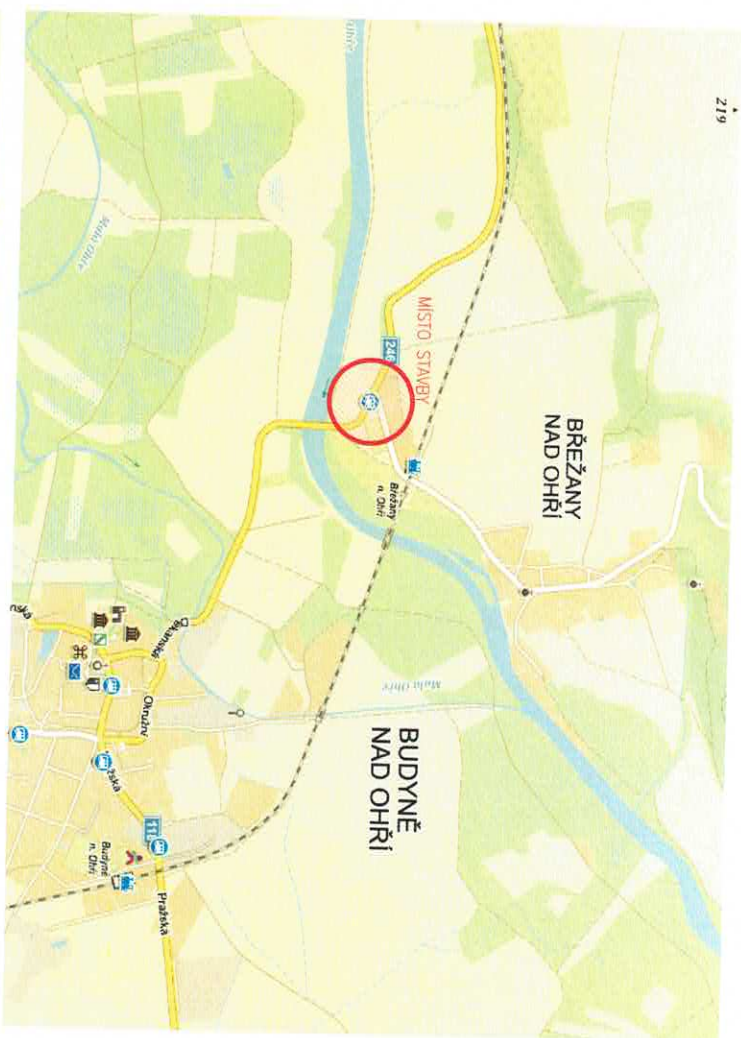 219
Ohře
MÍSTO STAVBY
246
BŘEŽANY
NAD OHŘÍ
Břežany
n. Ohří
Malá Ohře
Malá Ohře
BUDYNĚ
NAD OHŘÍ
Okružní
118
Budyně
n. Ohří
Pražská